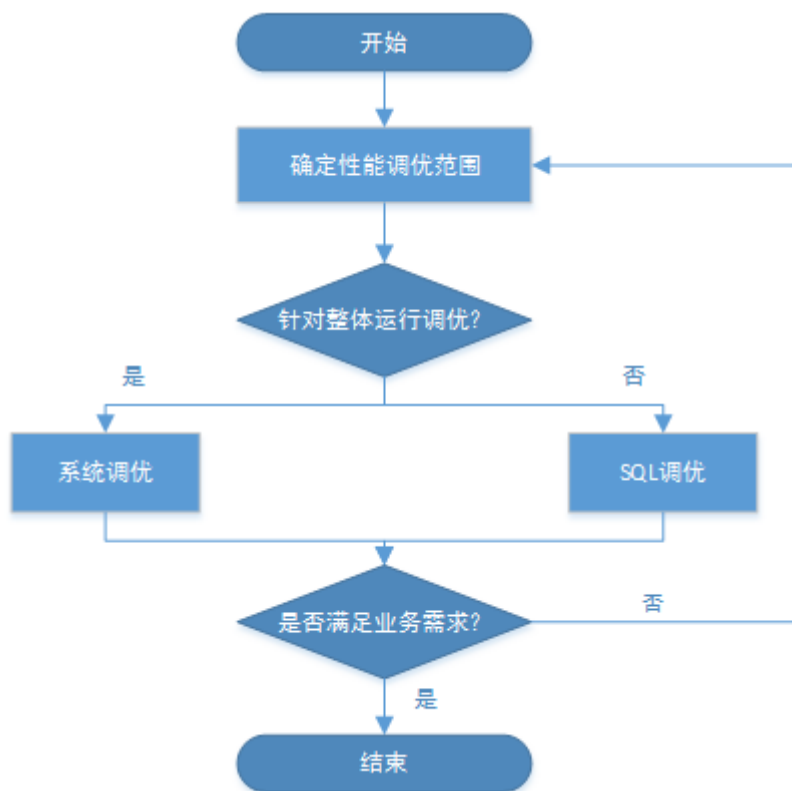 开始
确定性能调优范围
针对整体运行调优?
是
否
系统调优
SQL调优
是否满足业务需求?
否
是
结束